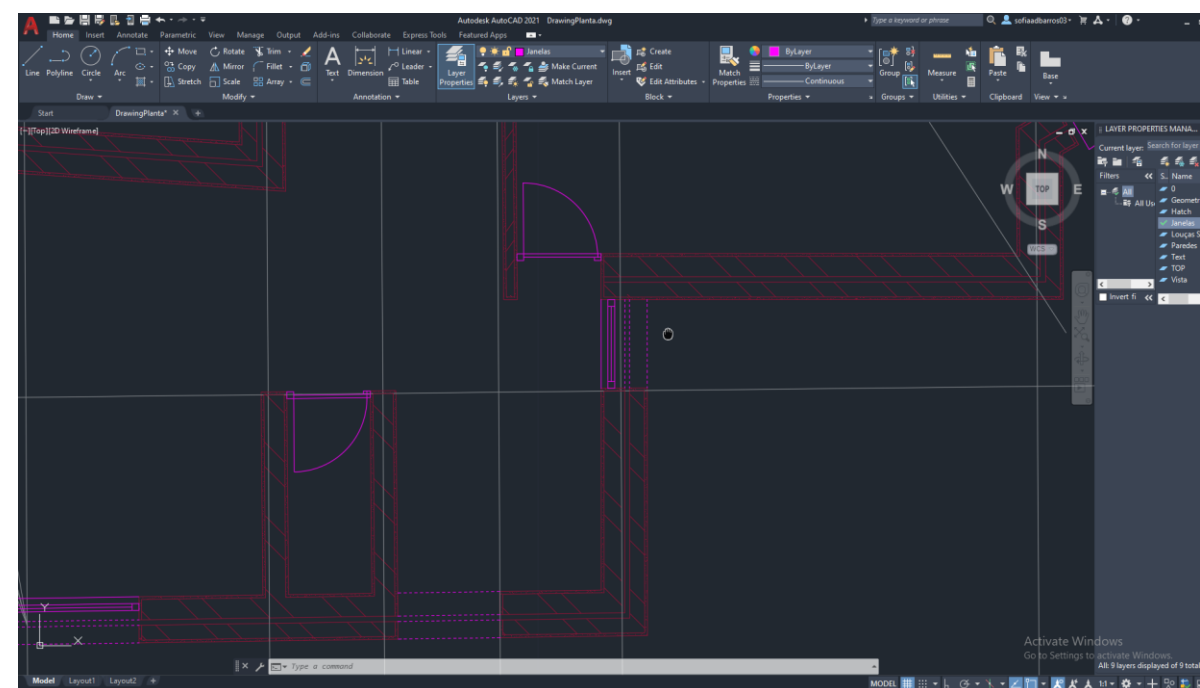 Autodesk AutoCAD 2021 DrawingPlanta.dwg
Type a keyword or phrase
sofiaadbarros03
Home Insert Annotate Parametric View Manage Output Add-ins Collaborate Express Tools Featured Apps
Line Polyline Circle Arc
Move Rotate Trim
Copy Mirror Fillet
Stretch Scale Array
Text Dimension
Linear
Leader
Table
Layer Properties
Janelas
Make Current
Match Layer
Insert
Create
Edit
Edit Attributes
Match Properties
ByLayer
ByLayer
Continuous
Group
Measure
Paste
Base
Draw Modify Annotation Layers Block Properties Groups Utilities Clipboard View
Start DrawingPlanta*
[-][Top][2D Wireframe]
N
W TOP E
S
WCS
LAYER PROPERTIES MANA...
Current layer: Search for layer
Filters S.. Name
All
All Us
0
Geometr
Hatch
Janelas
Louças S
Paredes
Text
TOP
Vista
Invert fi
Y
X
Type a command
Activate Windows
Go to Settings to activate Windows.
All: 9 layers displayed of 9 total
Model Layout1 Layout2
MODEL 1:1